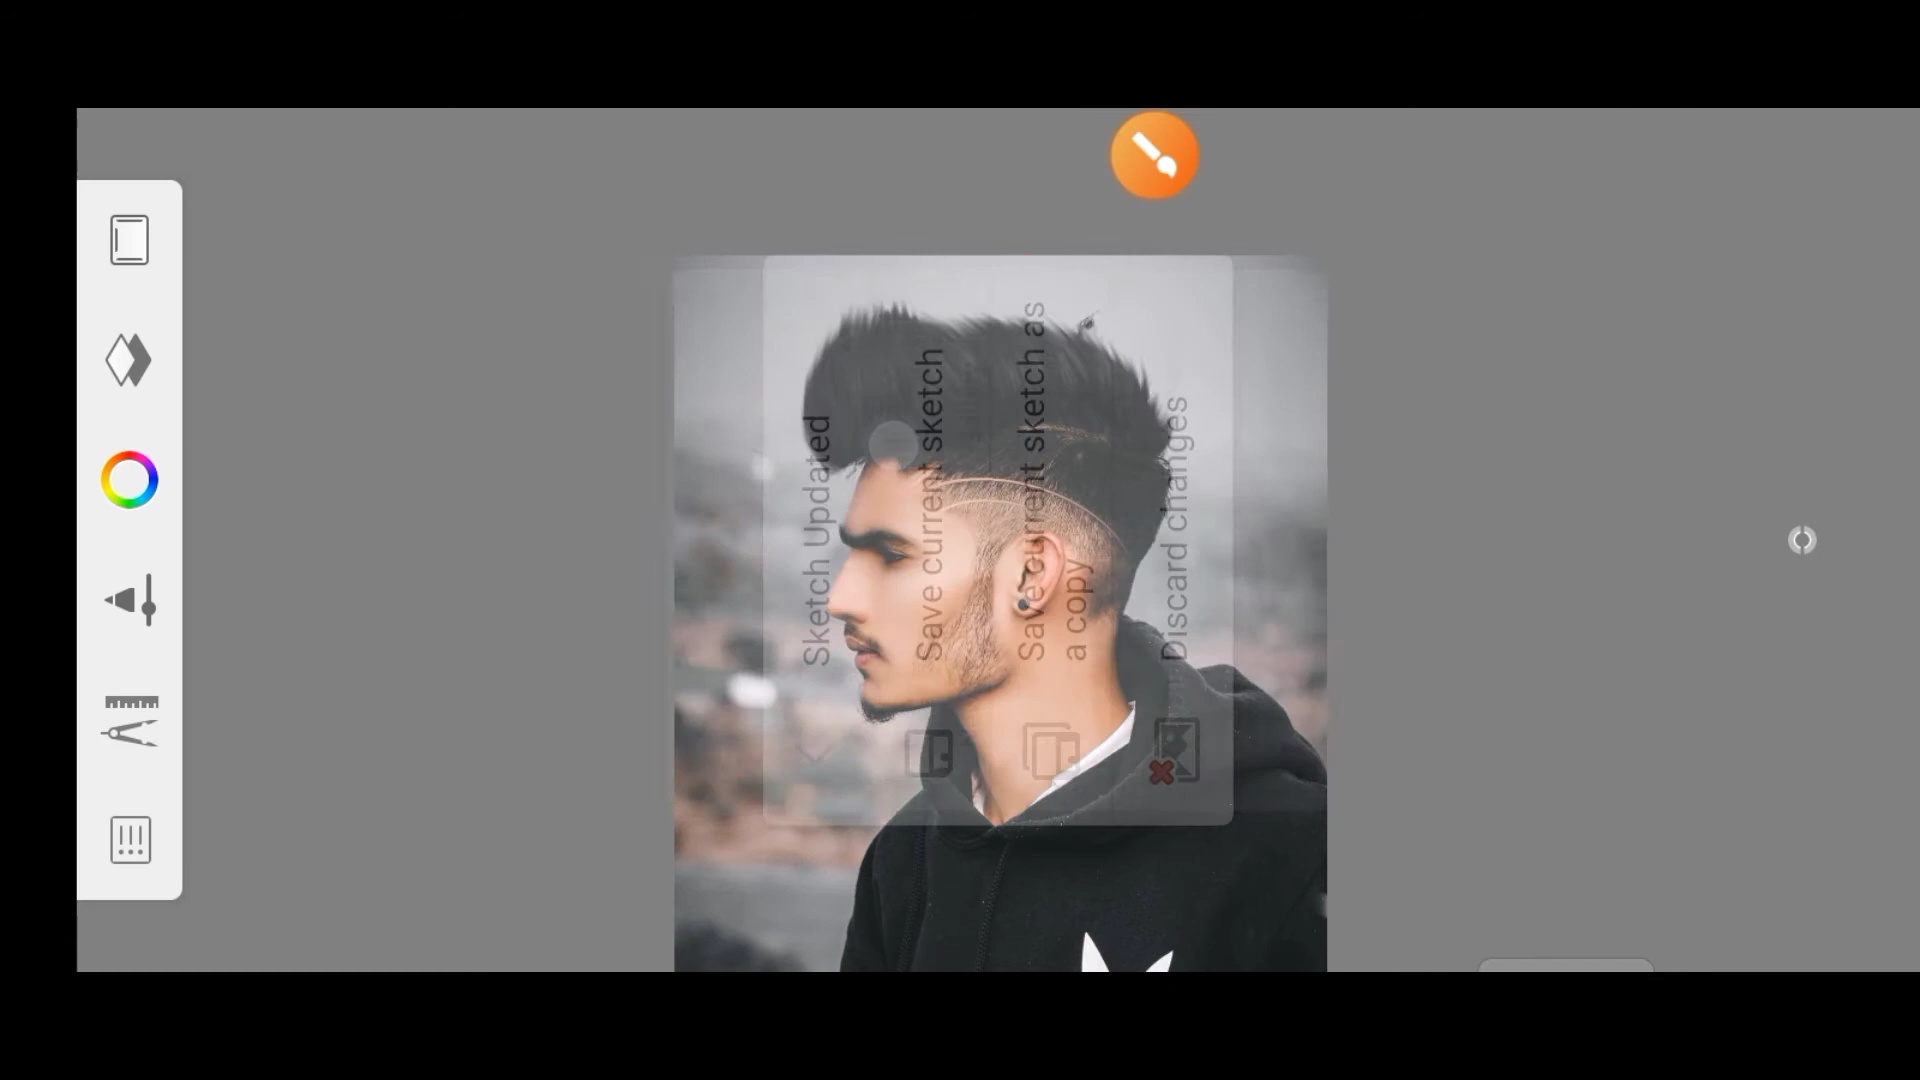 Sketch Updated
Save current sketch
Save current sketch as
a copy
Discard changes